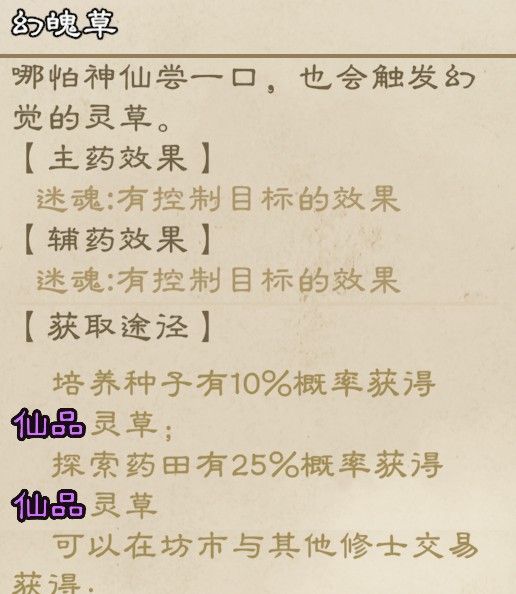 幻魄草
哪怕神仙尝一口，也会触发幻
觉的灵草。
【主药效果】
迷魂:有控制目标的效果
【辅药效果】
迷魂:有控制目标的效果
【获取途径】
培养种子有10%概率获得
仙品灵草;
探索药田有25%概率获得
仙品灵草
可以在坊市与其他修士交易
获得;